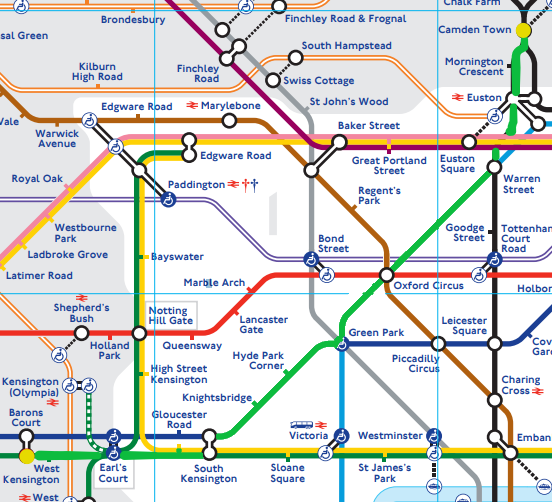 Chalk Farm
Brondesbury
Finchley Road & Frognal
sal Green
Camden Town
South Hampstead
Kilburn
High Road
Finchley
Road
Swiss Cottage
Mornington
Crescent
St John's Wood
Edgware Road
Marylebone
Euston
Vale
Warwick
Avenue
Baker Street
Edgware Road
Great Portland
Street
Euston
Square
Royal Oak
Paddington
Warren
Street
Regent's
Park
Westbourne
Park
Goodge
Street
Tottenham
Court
Road
Bond
Street
Ladbroke Grove
Bayswater
Latimer Road
Marble Arch
Oxford Circus
Holbor
Shepherd's
Bush
Notting
Hill Gate
Lancaster
Gate
Leicester
Square
Green Park
Holland
Park
Queensway
Cove
Gard
Hyde Park
Corner
Piccadilly
Circus
High Street
Kensington
Kensington
(Olympia)
Charing
Cross
Knightsbridge
Barons
Court
Gloucester
Road
Victoria
Westminster
Emban
West
Kensington
Earl's
Court
South
Kensington
Sloane
Square
St James's
Park
West